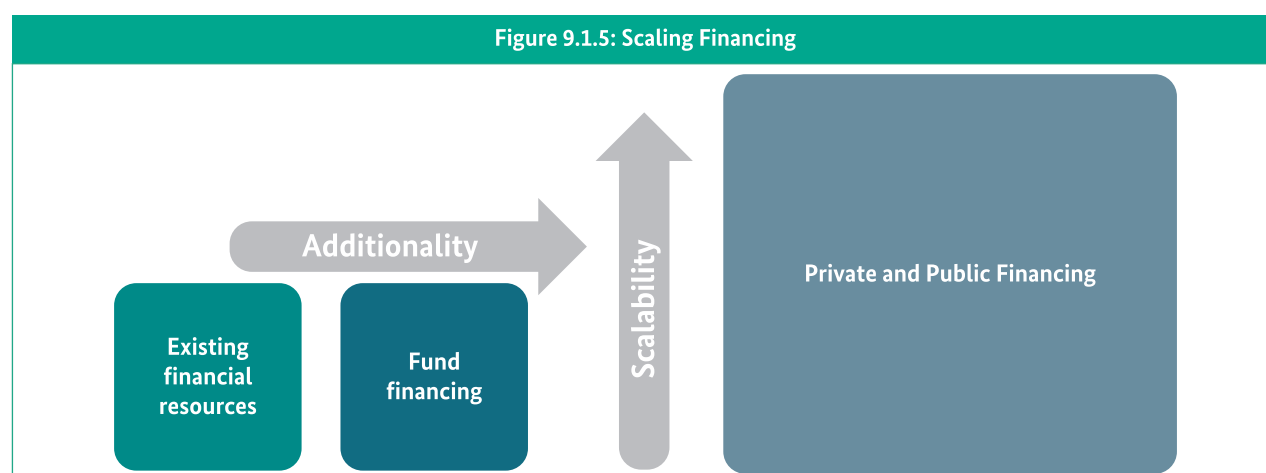 Figure 9.1.5: Scaling Financing
Additionality
Scalability
Private and Public Financing
Existing
financial
resources
Fund
financing